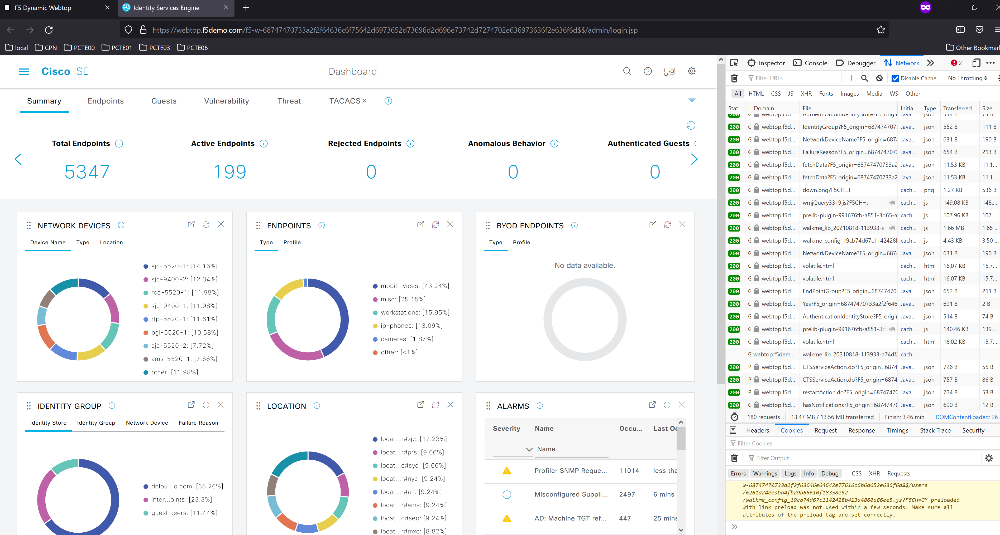 F5 Dynamic Webtop
Identity Services Engine
https://webtop.f5demo.com/f5-w-68747470733a2f2f64636c6f75642d6973652d73696d2d696e73742d7274702e636973636f2e636f6d$$/admin/login.jsp
local CPN PCTE00 PCTE01 PCTE03 PCTE06
Cisco ISE
Dashboard
Summary Endpoints Guests Vulnerability Threat TACACS
Total Endpoints Active Endpoints Rejected Endpoints Anomalous Behavior Authenticated Guests
5347 199 0 0 0
NETWORK DEVICES
Device Name Type Location
sjc-5520-1: [14.16%]
sjc-9400-2: [12.34%]
rcd-5520-1: [11.98%]
sjc-9400-1: [11.98%]
rtp-5520-1: [11.61%]
bgl-5520-1: [10.58%]
sjc-5520-2: [7.72%]
ams-5520-1: [7.66%]
other: [11.98%]
ENDPOINTS
Type Profile
mobil...vices: [43.24%]
misc: [25.15%]
workstations: [15.95%]
ip-phones: [13.09%]
cameras: [1.87%]
other: [<1%]
BYOD ENDPOINTS
Type Profile
No data available.
IDENTITY GROUP
Identity Store Identity Group Network Device Failure Reason
dclou...o.com: [65.26%]
inter...oints: [23.3%]
guest users: [11.44%]
LOCATION
locat...r#sjc: [17.23%]
locat...r#prs: [9.66%]
locat...c#syd: [9.66%]
locat...r#nyc: [9.24%]
locat...r#atl: [9.24%]
locat...r#ams: [9.24%]
locat...c#seo: [9.24%]
locat...r#mxc: [8.82%]
ALARMS
Severity Name Occu... Last
Name
Profiler SNMP Reque... 11014 less
Misconfigured Suppli... 2497 6 mins
AD: Machine TGT ref... 447 25 mins
Inspector Console Debugger Network 2
Filter URLs Disable Cache No Throttling
All HTML CSS JS XHR Fonts Images Media WS Other
Stat... Domain File Initia... Type Transferred Size
200 webtop.f5d... IdentityGroup?F5_origin=6874747073 Java... json 552 B 111 B
200 webtop.f5d... NetworkDeviceName?F5_origin=6874 Java... json 631 B 190 B
200 webtop.f5d... FailureReason?F5_origin=6874747073 Java... json 654 B 213 B
200 webtop.f5d... fetchData?F5_origin=68747470733a2 Java... json 11.53 KB 11.1...
200 webtop.f5d... fetchData?F5_origin=68747470733a2 Java... json 11.53 KB 11.1...
200 webtop.f5d... down.png?F5CH=I cach... png 1.27 KB 536 B
200 webtop.f5d... wmjQuery3319.js?F5CH=J cach... js 149.08 KB 148....
200 webtop.f5d... prelib-plugin-991676fb-a851-3d65-a cach... js 107.96 KB 107....
200 webtop.f5d... walkme_lib_20210818-113933-a cach... js 1.66 MB 1.65 ...
200 webtop.f5d... walkme_config_19cb74d67c1142428 cach... js 4.43 KB 3.50 ...
200 webtop.f5d... NetworkDeviceName?F5_origin=6874 Java... json 631 B 190 B
200 webtop.f5d... volatile.html cach... html 16.07 KB 15.7...
200 webtop.f5d... volatile.html cach... html 16.07 KB 15.7...
200 webtop.f5d... EndPointGroup?F5_origin=68747470 Java... json 652 B 211 B
200 webtop.f5d... Yes?F5_origin=68747470733a2f2f646 Java... json 691 B 2 B
200 webtop.f5d... AuthenticationIdentityStore?F5_origin Java... json 514 B 74 B
200 webtop.f5d... prelib-plugin-991676fb-a851-3d cach... js 140.46 KB 139....
200 webtop.f5d... volatile.html cach... html 16.02 KB 15.7...
webtop.f5dem... walkme_lib_20210818-113933-a74df cach...
200 webtop.f5d... CTSServiceAction.do?F5_origin=6874 Java... json 726 B 55 B
200 webtop.f5d... CTSServiceAction.do?F5_origin=6874 Java... json 757 B 86 B
200 webtop.f5d... restartAction.do?F5_origin=6874747 Java... json 724 B 53 B
200 webtop.f5d... hasNotifications?F5_origin=6874747 Java... json 690 B 12 B
180 requests 13.47 MB / 13.56 MB transferred Finish: 3.46 min DOMContentLoaded: 26.
Headers Cookies Request Response Timings Stack Trace Security
Filter Cookies
Filter Output
Errors Warnings Logs Info Debug CSS XHR Requests
w-68747470733a2f2f63646e64642e77616c6b6d652e636f6d$$/users
/6261a24eeabb4fb29b65610f18358e52
/walkme_config_19cb74d67c1142428b413a4860a86ee5.js?F5CH=C” preloaded
with link preload was not used within a few seconds. Make sure all
attributes of the preload tag are set correctly.